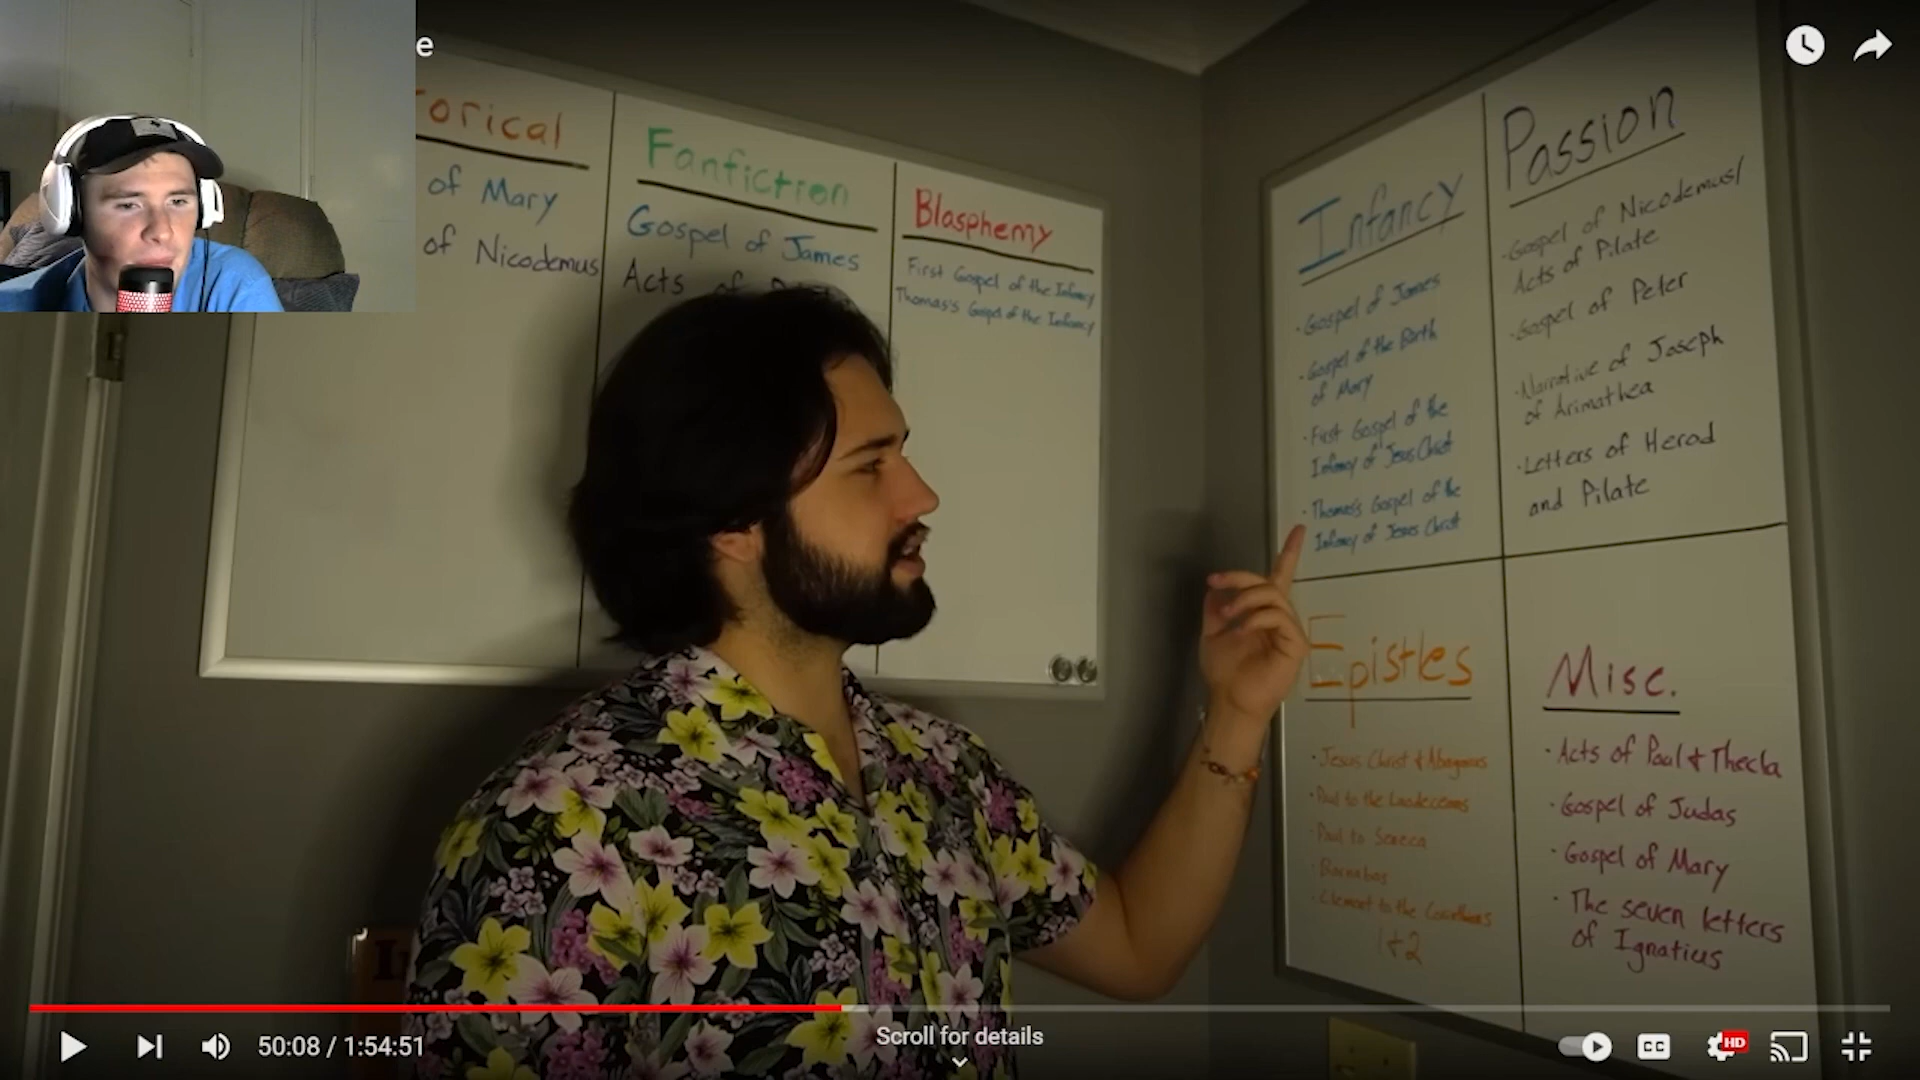 e
orical
of Mary
of Nicodemus
Fanfiction
Gospel of James
Acts of
Blasphemy
First Gospel of the Infancy
Thomas's Gospel of the Infancy
Infancy
· Gospel of James
· Gospel of the Birth
of Mary
· First Gospel of the
Infancy of Jesus Christ
· Thomas's Gospel of the
Infancy of Jesus Christ
Passion
· Gospel of Nicodemus/
Acts of Pilate
· Gospel of Peter
· Narrative of Joseph
of Arimathea
· Letters of Herod
and Pilate
Epistles
· Jesus Christ &
· Paul to the
· Paul to Seneca
· Barnabas
· Clement to the Corinthians
1 & 2
Misc.
· Acts of Paul & Thecla
· Gospel of Judas
· Gospel of Mary
· The seven letters
of Ignatius
50:08 / 1:54:51
Scroll for details
CC
HD